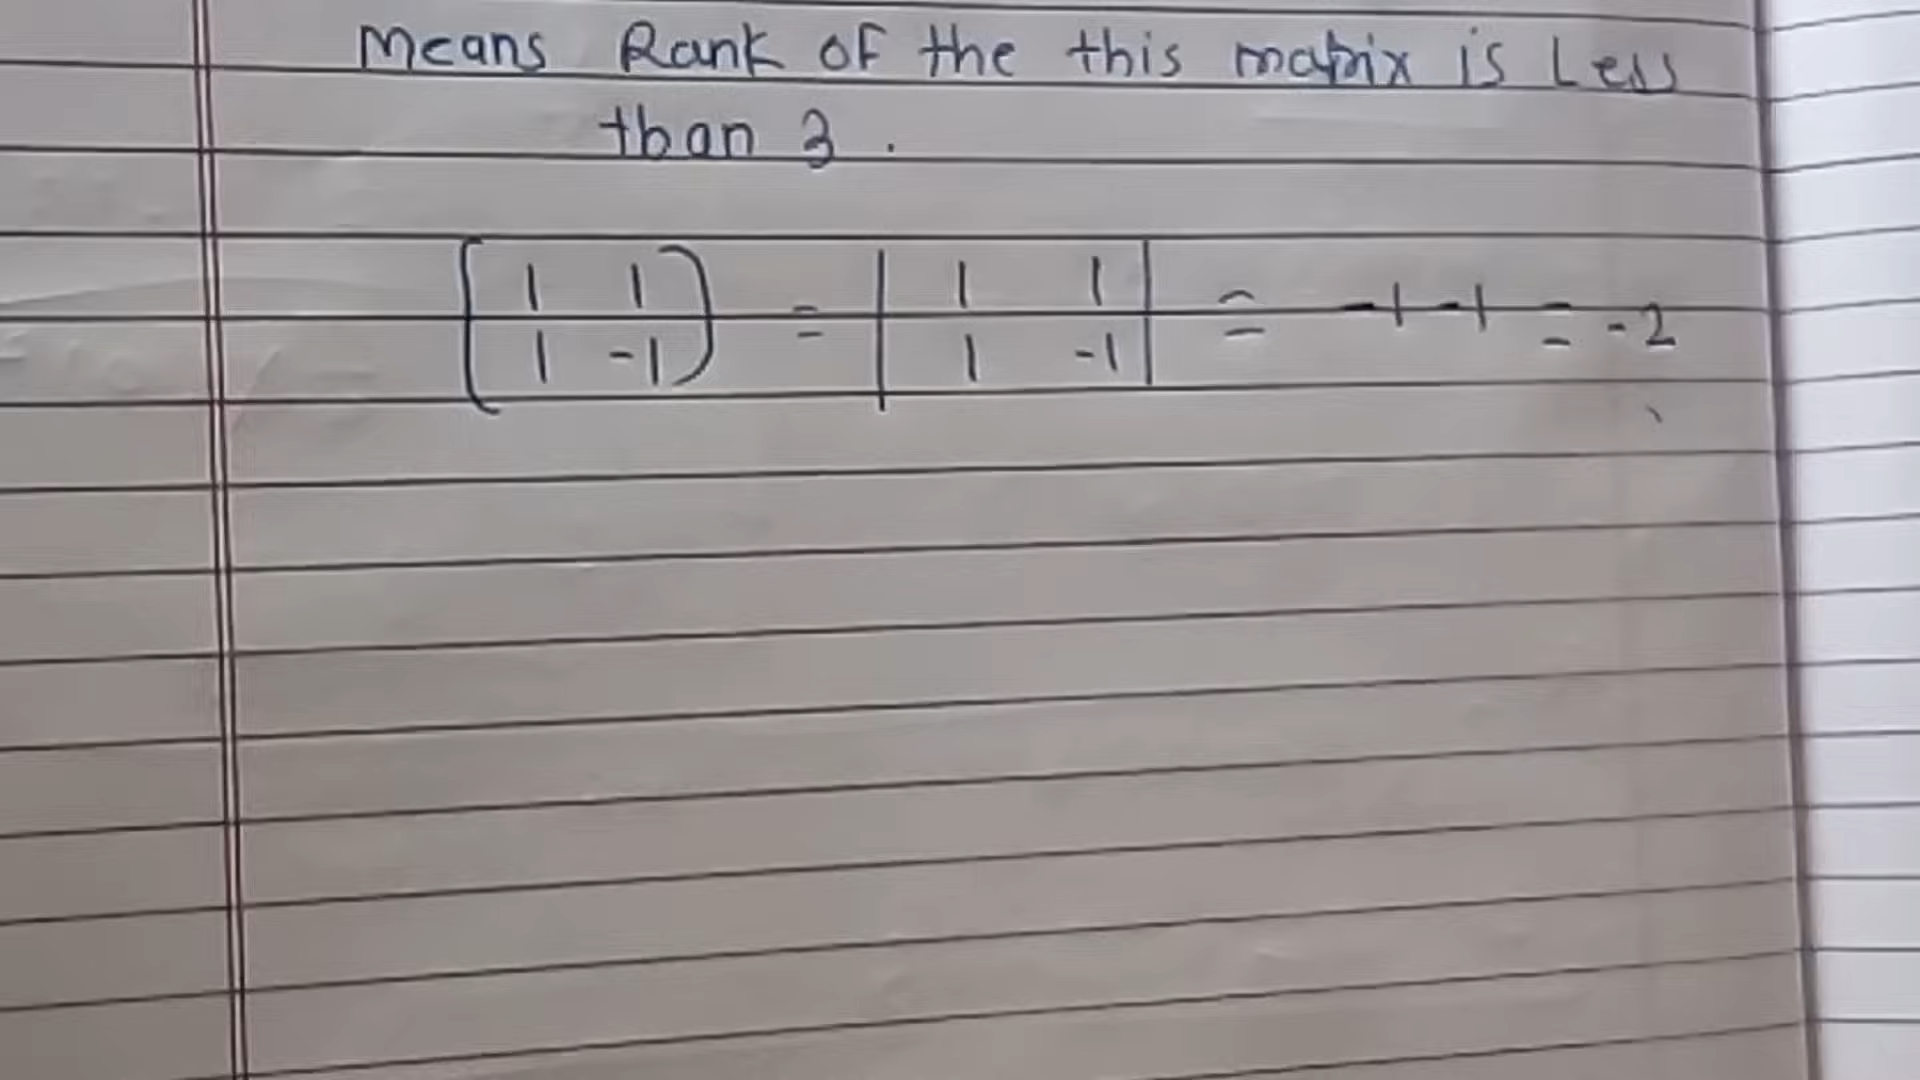 Means Rank of the this matrix is Less
than 3.
[1 1
1 -1) = |1 1
1 -1| = -1 -1 = -2